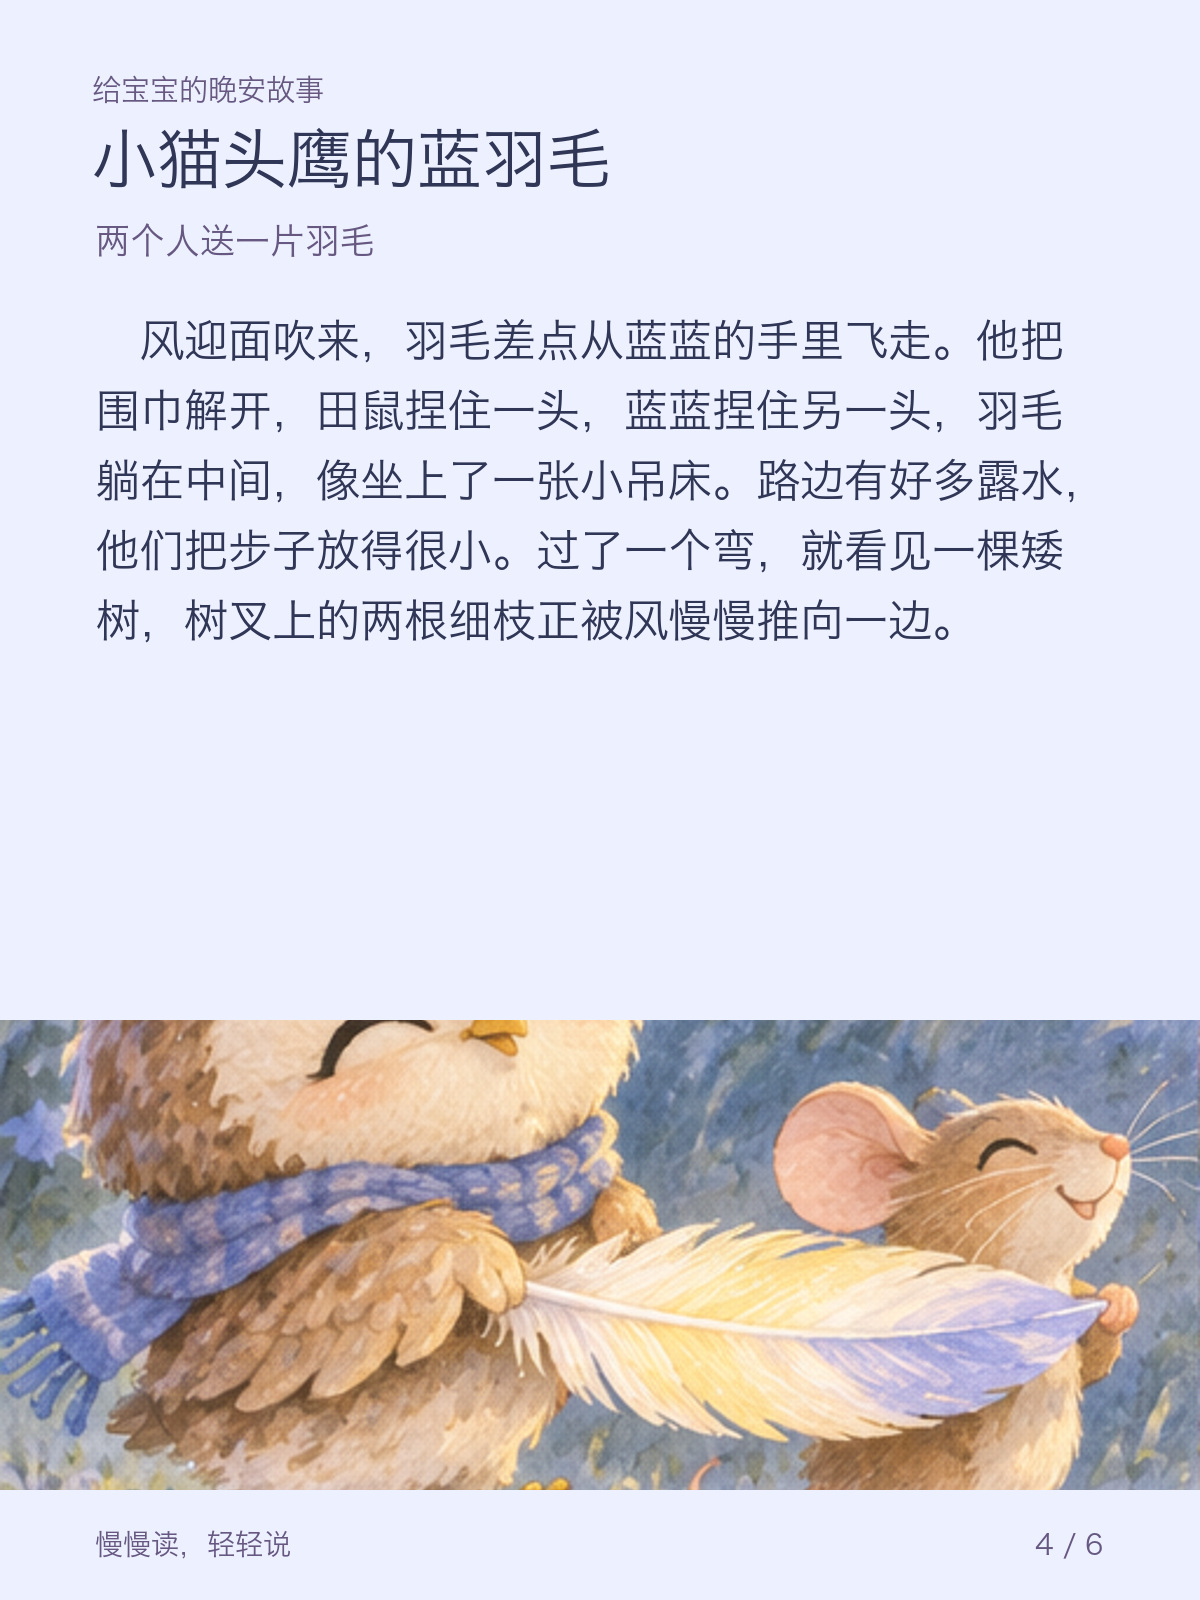 给宝宝的晚安故事
小猫头鹰的蓝羽毛
两个人送一片羽毛
风迎面吹来，羽毛差点从蓝蓝的手里飞走。他把
围巾解开，田鼠捏住一头，蓝蓝捏住另一头，羽毛
躺在中间，像坐上了一张小吊床。路边有好多露水，
他们把步子放得很小。过了一个弯，就看见一棵矮
树，树叉上的两根细枝正被风慢慢推向一边。
慢慢读，轻轻说
4 / 6